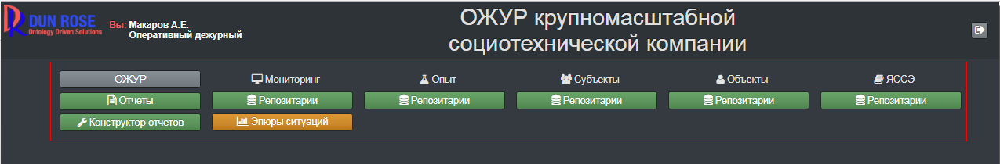 DUN ROSE
Ontology Driven Solutions
Вы: Макаров А.Е.
Оперативный дежурный
ОЖУР крупномасштабной
социотехнической компании
ОЖУР
Мониторинг
Опыт
Субъекты
Объекты
ЯССЭ
Отчеты
Репозитарии
Репозитарии
Репозитарии
Репозитарии
Репозитарии
Конструктор отчетов
Эпюры ситуаций